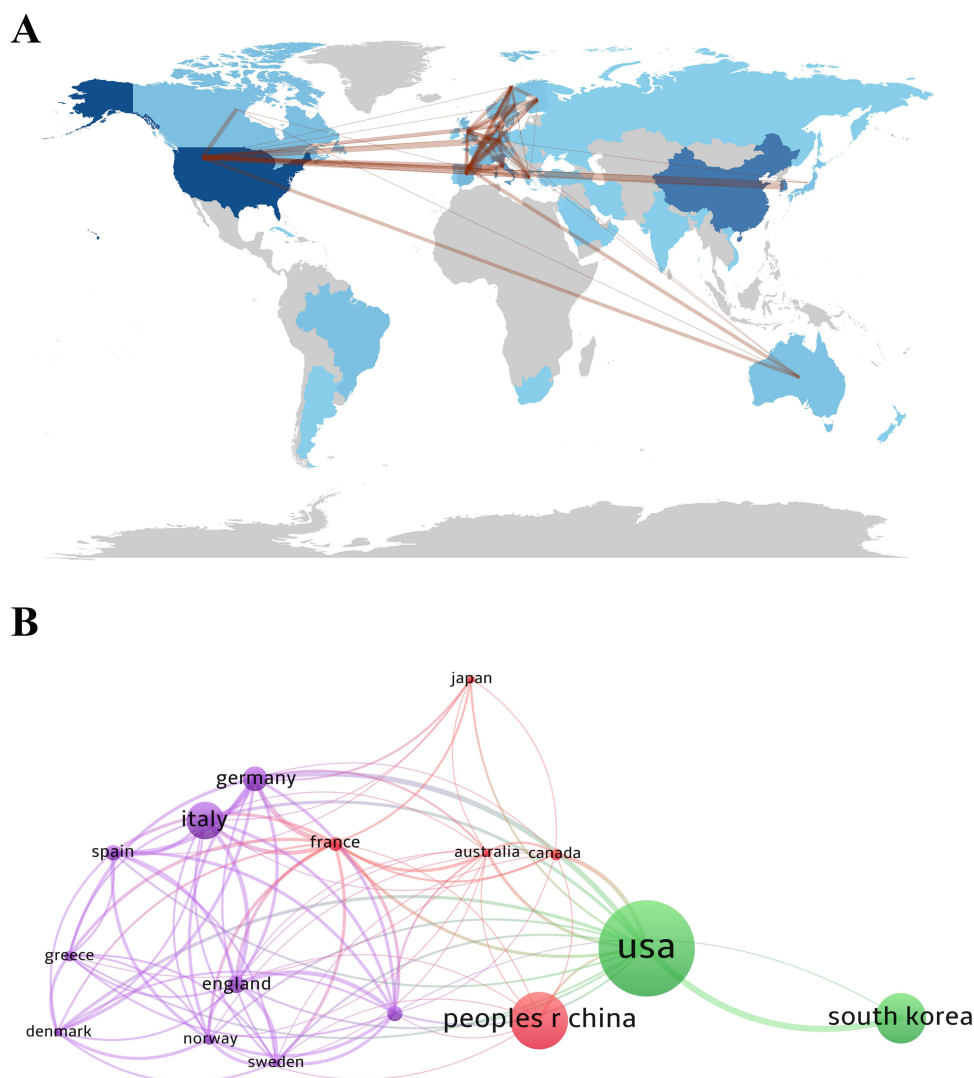 A
B
japan
germany
italy
france
spain
australia
canada
usa
greece
england
peoples r china
south korea
denmark
norway
sweden